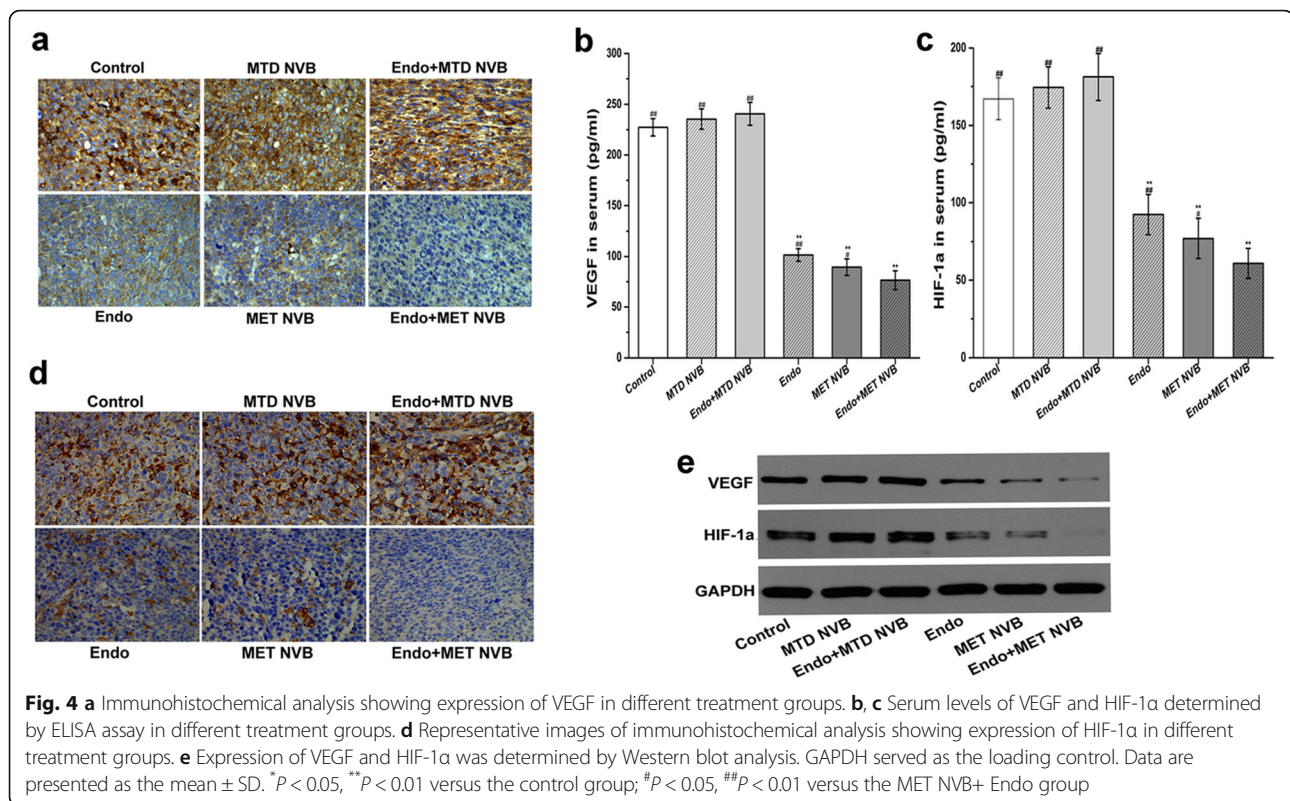 a
Control MTD NVB Endo+MTD NVB
Endo MET NVB Endo+MET NVB
b
VEGF in serum (pg/ml)
300
250
200
150
100
75
50
25
0
## ## ##
**
##
**
#
**
Control MTD NVB Endo+MTD NVB Endo MET NVB Endo+MET NVB
c
HIF-1a in serum (pg/ml)
200
175
150
125
100
75
50
25
0
## ## ##
**
##
**
#
**
Control MTD NVB Endo+MTD NVB Endo MET NVB Endo+MET NVB
d
Control MTD NVB Endo+MTD NVB
Endo MET NVB Endo+MET NVB
e
VEGF
HIF-1a
GAPDH
Control MTD NVB Endo+MTD NVB Endo MET NVB Endo+MET NVB
Fig. 4 a Immunohistochemical analysis showing expression of VEGF in different treatment groups. b, c Serum levels of VEGF and HIF-1α determined
by ELISA assay in different treatment groups. d Representative images of immunohistochemical analysis showing expression of HIF-1α in different
treatment groups. e Expression of VEGF and HIF-1α was determined by Western blot analysis. GAPDH served as the loading control. Data are
presented as the mean ± SD. *P < 0.05, **P < 0.01 versus the control group; #P < 0.05, ##P < 0.01 versus the MET NVB+ Endo group